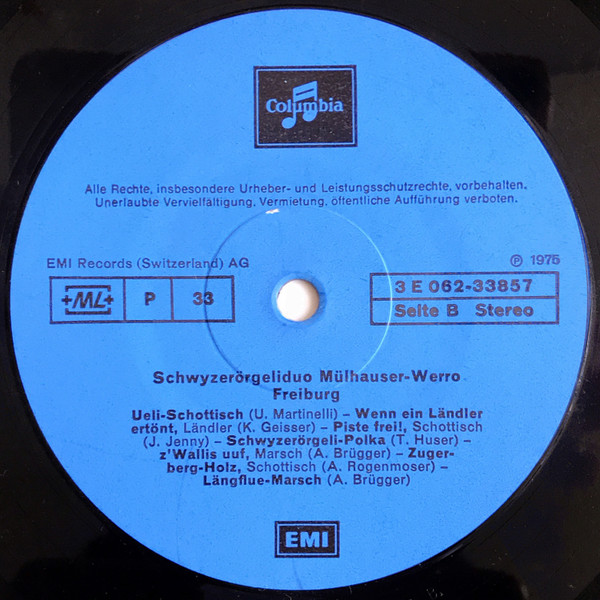 Columbia
Alle Rechte, insbesondere Urheber- und Leistungsschutzrechte, vorbehalten.
Unerlaubte Vervielfältigung, Vermietung, öffentliche Aufführung verboten.
EMI Records (Switzerland) AG
Ⓟ 1975
+ML+ P 33
3 E 062-33857
Seite B Stereo
Schwyzerörgeliduo Mülhauser-Werro
Freiburg
Ueli-Schottisch (U. Martinelli) – Wenn ein Ländler
ertönt, Ländler (K. Geisser) – Piste frei!, Schottisch
(J. Jenny) – Schwyzerörgeli-Polka (T. Huser) –
z'Wallis uuf, Marsch (A. Brügger) – Zuger-
berg-Holz, Schottisch (A. Rogenmoser) –
Längflue-Marsch (A. Brügger)
EMI